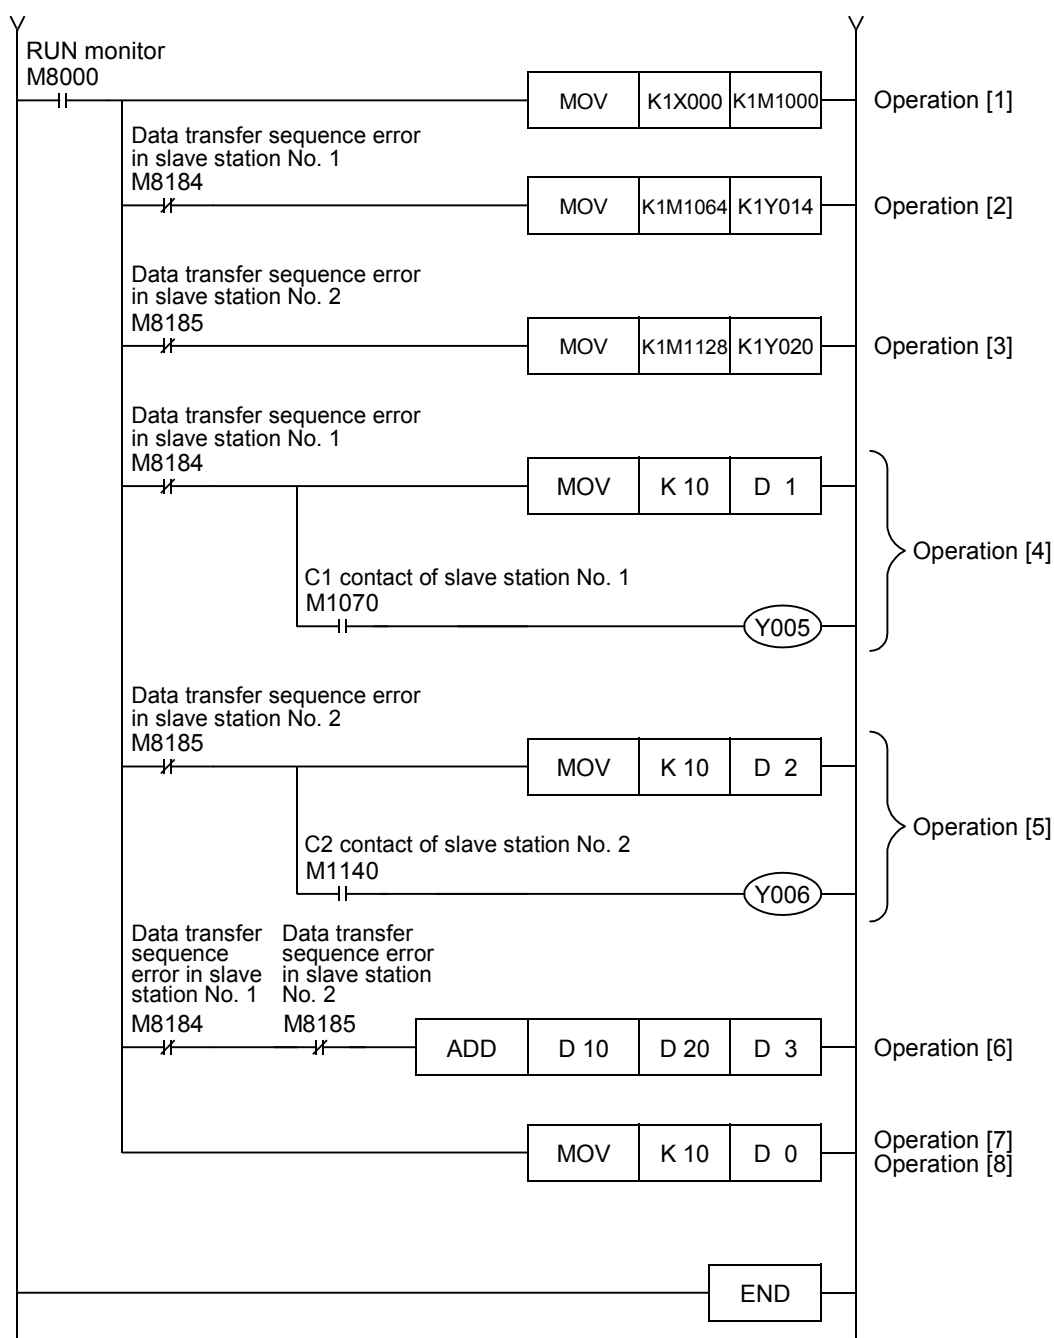 RUN monitor
M8000
MOV K1X000 K1M1000
Operation [1]
Data transfer sequence error
in slave station No. 1
M8184
MOV K1M1064 K1Y014
Operation [2]
Data transfer sequence error
in slave station No. 2
M8185
MOV K1M1128 K1Y020
Operation [3]
Data transfer sequence error
in slave station No. 1
M8184
MOV K 10 D 1
Operation [4]
C1 contact of slave station No. 1
M1070
Y005
Data transfer sequence error
in slave station No. 2
M8185
MOV K 10 D 2
Operation [5]
C2 contact of slave station No. 2
M1140
Y006
Data transfer
sequence
error in slave
station No. 1
M8184
Data transfer
sequence error
in slave station
No. 2
M8185
ADD D 10 D 20 D 3
Operation [6]
MOV K 10 D 0
Operation [7]
Operation [8]
END